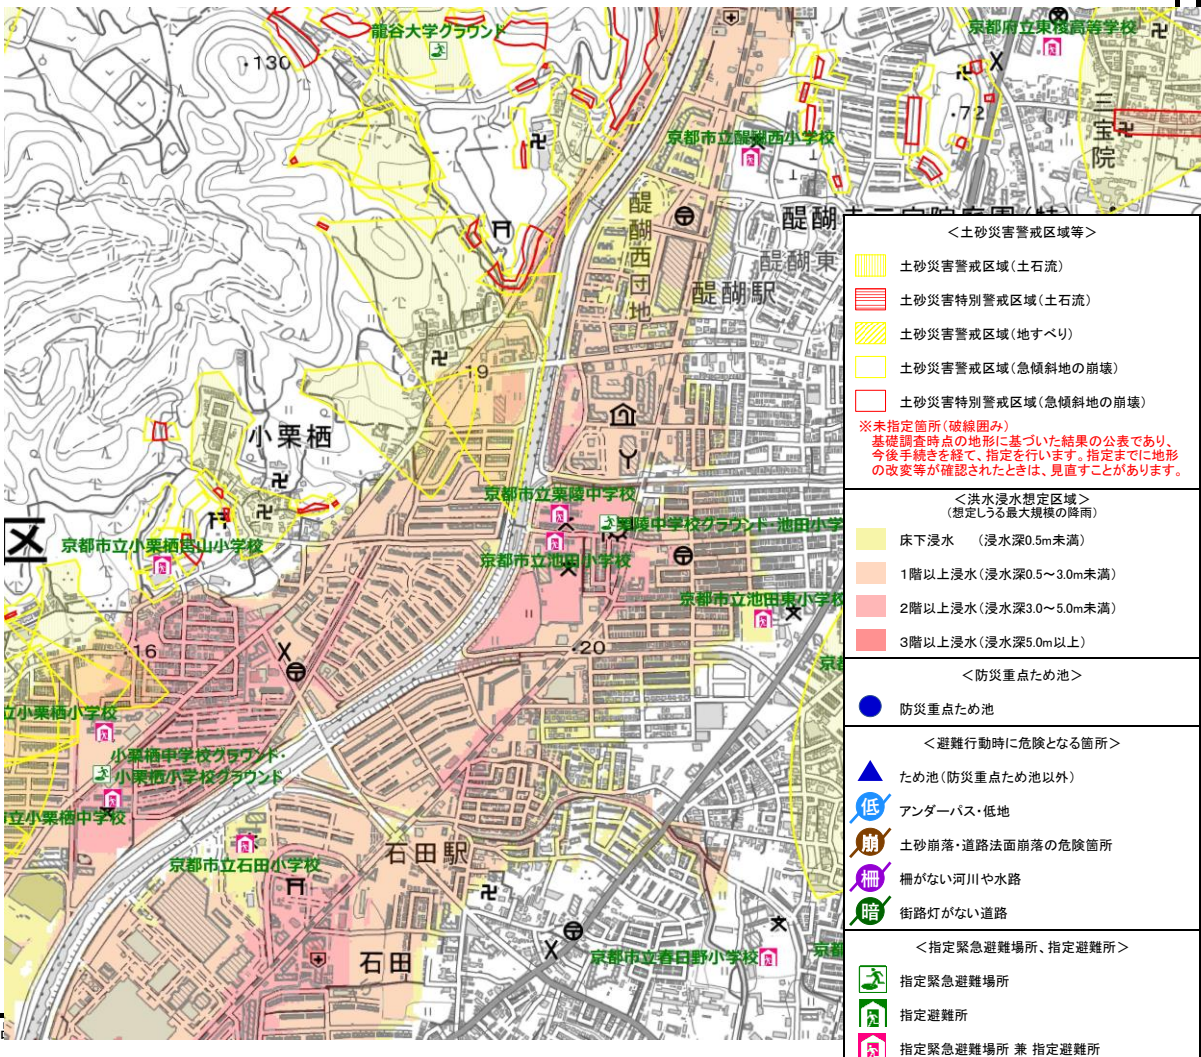 龍谷大学グラウンド
京都府立東稜高等学校
・130
・72
三宝院
京都市立醍醐西小学校
醍醐西団地
醍醐東
醍醐駅
19
小栗栖
京都市立栗陵中学校
京都市立小栗栖宮山小学校
京都市立池田小学校
京都市立池田東小学校
区
16
・20
小栗栖小学校
小栗栖中学校グラウンド・
小栗栖小学校グラウンド
市立小栗栖中学校
京都市立石田小学校
石田駅
石田
京都市立春日野小学校
<土砂災害警戒区域等>
土砂災害警戒区域(土石流)
土砂災害特別警戒区域(土石流)
土砂災害警戒区域(地すべり)
土砂災害警戒区域(急傾斜地の崩壊)
土砂災害特別警戒区域(急傾斜地の崩壊)
※未指定箇所(破線囲み)
基礎調査時点の地形に基づいた結果の公表であり、
今後手続きを経て、指定を行います。指定までに地形
の改変等が確認されたときは、見直すことがあります。
<洪水浸水想定区域>
(想定しうる最大規模の降雨)
床下浸水 (浸水深0.5m未満)
1階以上浸水(浸水深0.5~3.0m未満)
2階以上浸水(浸水深3.0~5.0m未満)
3階以上浸水(浸水深5.0m以上)
<防災重点ため池>
防災重点ため池
<避難行動時に危険となる箇所>
ため池(防災重点ため池以外)
低 アンダーパス・低地
崩 土砂崩落・道路法面崩落の危険箇所
柵 柵がない河川や水路
暗 街路灯がない道路
<指定緊急避難場所、指定避難所>
指定緊急避難場所
指定避難所
指定緊急避難場所 兼 指定避難所